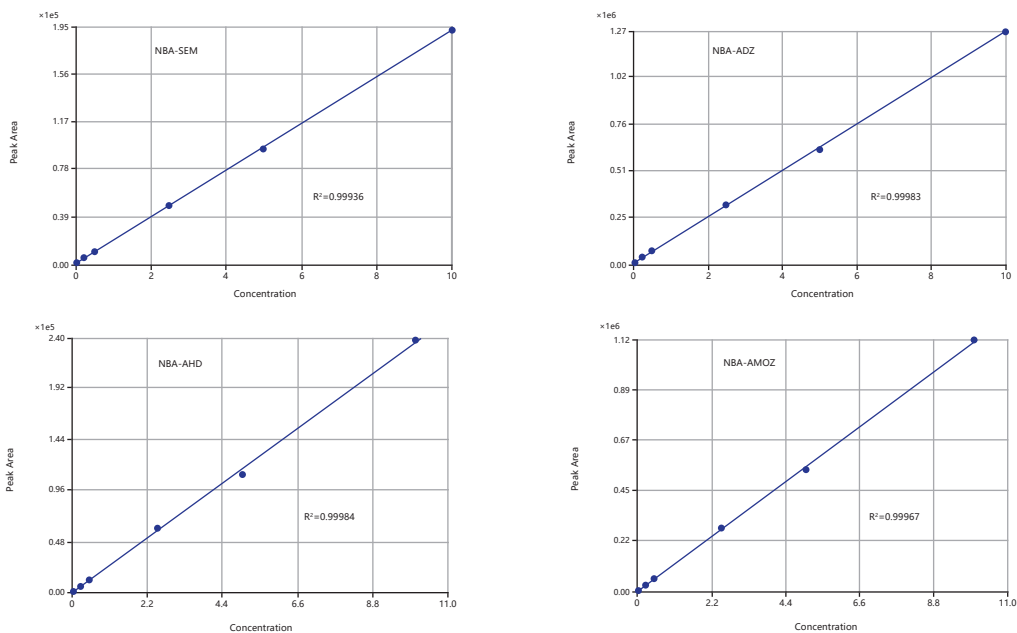 ×1e5
1.95
NBA-SEM
1.56
1.17
Peak Area
0.78
R²=0.99936
0.39
0.00
0 2 4 6 8 10
Concentration
×1e6
1.27
NBA-ADZ
1.02
0.76
Peak Area
0.51
R²=0.99983
0.25
0.00
0 2 4 6 8 10
Concentration
×1e5
2.40
NBA-AHD
1.92
1.44
Peak Area
0.96
R²=0.99984
0.48
0.00
0 2.2 4.4 6.6 8.8 11.0
Concentration
×1e6
1.12
NBA-AMOZ
0.89
0.67
Peak Area
0.45
R²=0.99967
0.22
0.00
0 2.2 4.4 6.6 8.8 11.0
Concentration